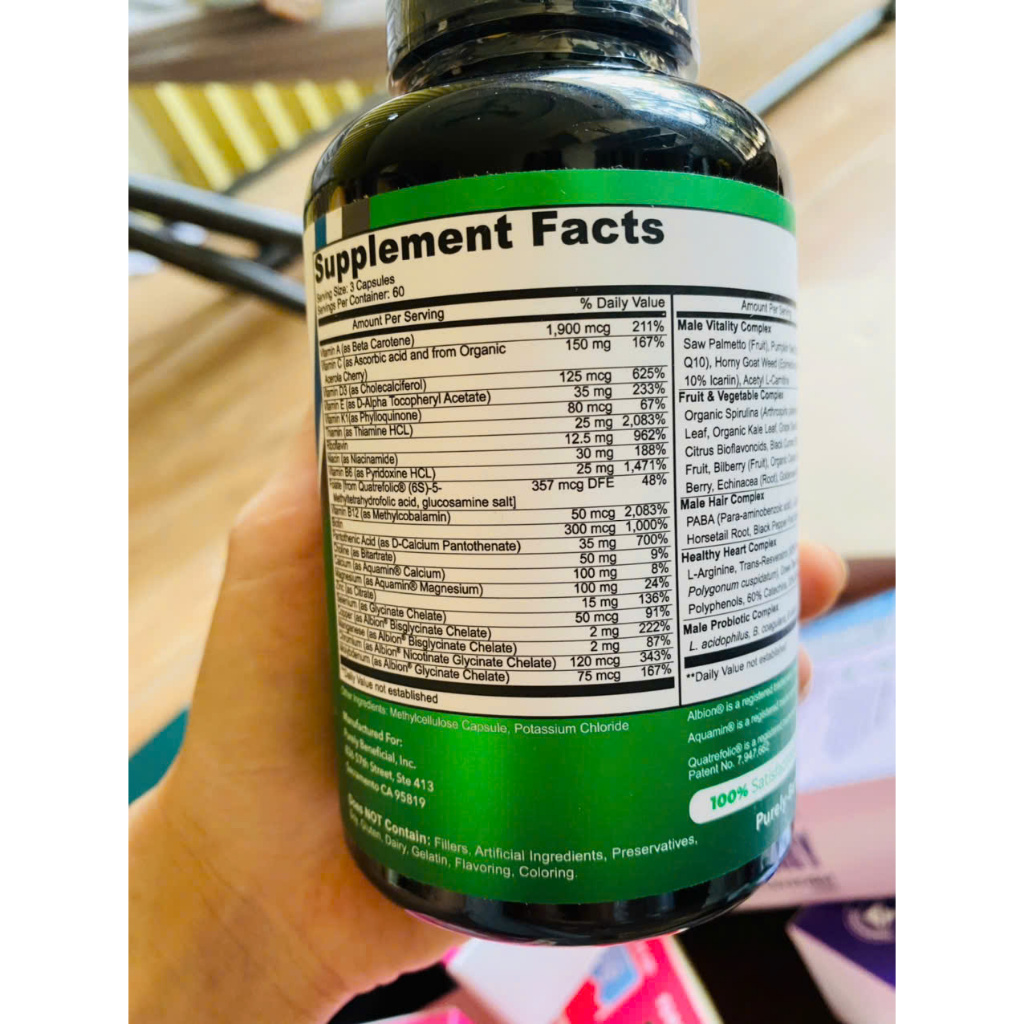 Supplement Facts
Serving Size: 3 Capsules
Servings Per Container: 60
Amount Per Serving % Daily Value
Vitamin A (as Beta Carotene) 1,900 mcg 211%
Vitamin C (as Ascorbic acid and from Organic 150 mg 167%
Acerola Cherry)
Vitamin D3 (as Cholecalciferol) 125 mcg 625%
Vitamin E (as D-Alpha Tocopheryl Acetate) 35 mg 233%
Vitamin K1(as Phylloquinone) 80 mcg 67%
Thiamin (as Thiamine HCL) 25 mg 2,083%
Riboflavin 12.5 mg 962%
Niacin (as Niacinamide) 30 mg 188%
Vitamin B6 (as Pyridoxine HCL) 25 mg 1,471%
Folate [from Quatrefolic® (6S)-5- 357 mcg DFE 48%
Methyltetrahydrofolic acid, glucosamine salt]
Vitamin B12 (as Methylcobalamin) 50 mcg 2,083%
Biotin 300 mcg 1,000%
Pantothenic Acid (as D-Calcium Pantothenate) 35 mg 700%
Choline (as Bitartrate) 50 mg 9%
Calcium (as Aquamin® Calcium) 100 mg 8%
Magnesium (as Aquamin® Magnesium) 100 mg 24%
Zinc (as Citrate) 15 mg 136%
Selenium (as Glycinate Chelate) 50 mcg 91%
Copper (as Albion® Bisglycinate Chelate) 2 mg 222%
Manganese (as Albion® Bisglycinate Chelate) 2 mg 87%
Chromium (as Albion® Nicotinate Glycinate Chelate) 120 mcg 343%
Molybdenum (as Albion® Glycinate Chelate) 75 mcg 167%
*Daily Value not established
Amount Per Serving
Male Vitality Complex
Saw Palmetto (Fruit), Pumpkin
Q10), Horny Goat Weed
10% Icariin), Acetyl L-Carnitine
Fruit & Vegetable Complex
Organic Spirulina
Leaf, Organic Kale Leaf, Grape
Citrus Bioflavonoids, Black
Fruit, Bilberry (Fruit), Organic
Berry, Echinacea (Root),
Male Hair Complex
PABA (Para-aminobenzoic
Horsetail Root, Black Pepper
Healthy Heart Complex
L-Arginine, Trans-Resveratrol
Polygonum cuspidatum),
Polyphenols, 60% Catechins,
Male Probiotic Complex
L. acidophilus, B. coagulans,
**Daily Value not established
Other Ingredients: Methylcellulose Capsule, Potassium Chloride
Manufactured For:
Purely Beneficial, Inc.
57th Street, Ste 413
Sacramento CA 95819
Does NOT Contain: Fillers, Artificial Ingredients, Preservatives,
Soy, Gluten, Dairy, Gelatin, Flavoring, Coloring.
Albion® is a registered
Aquamin® is a registered
Quatrefolic® is a registered
Patent No. 7,947,662
100% Satisfaction